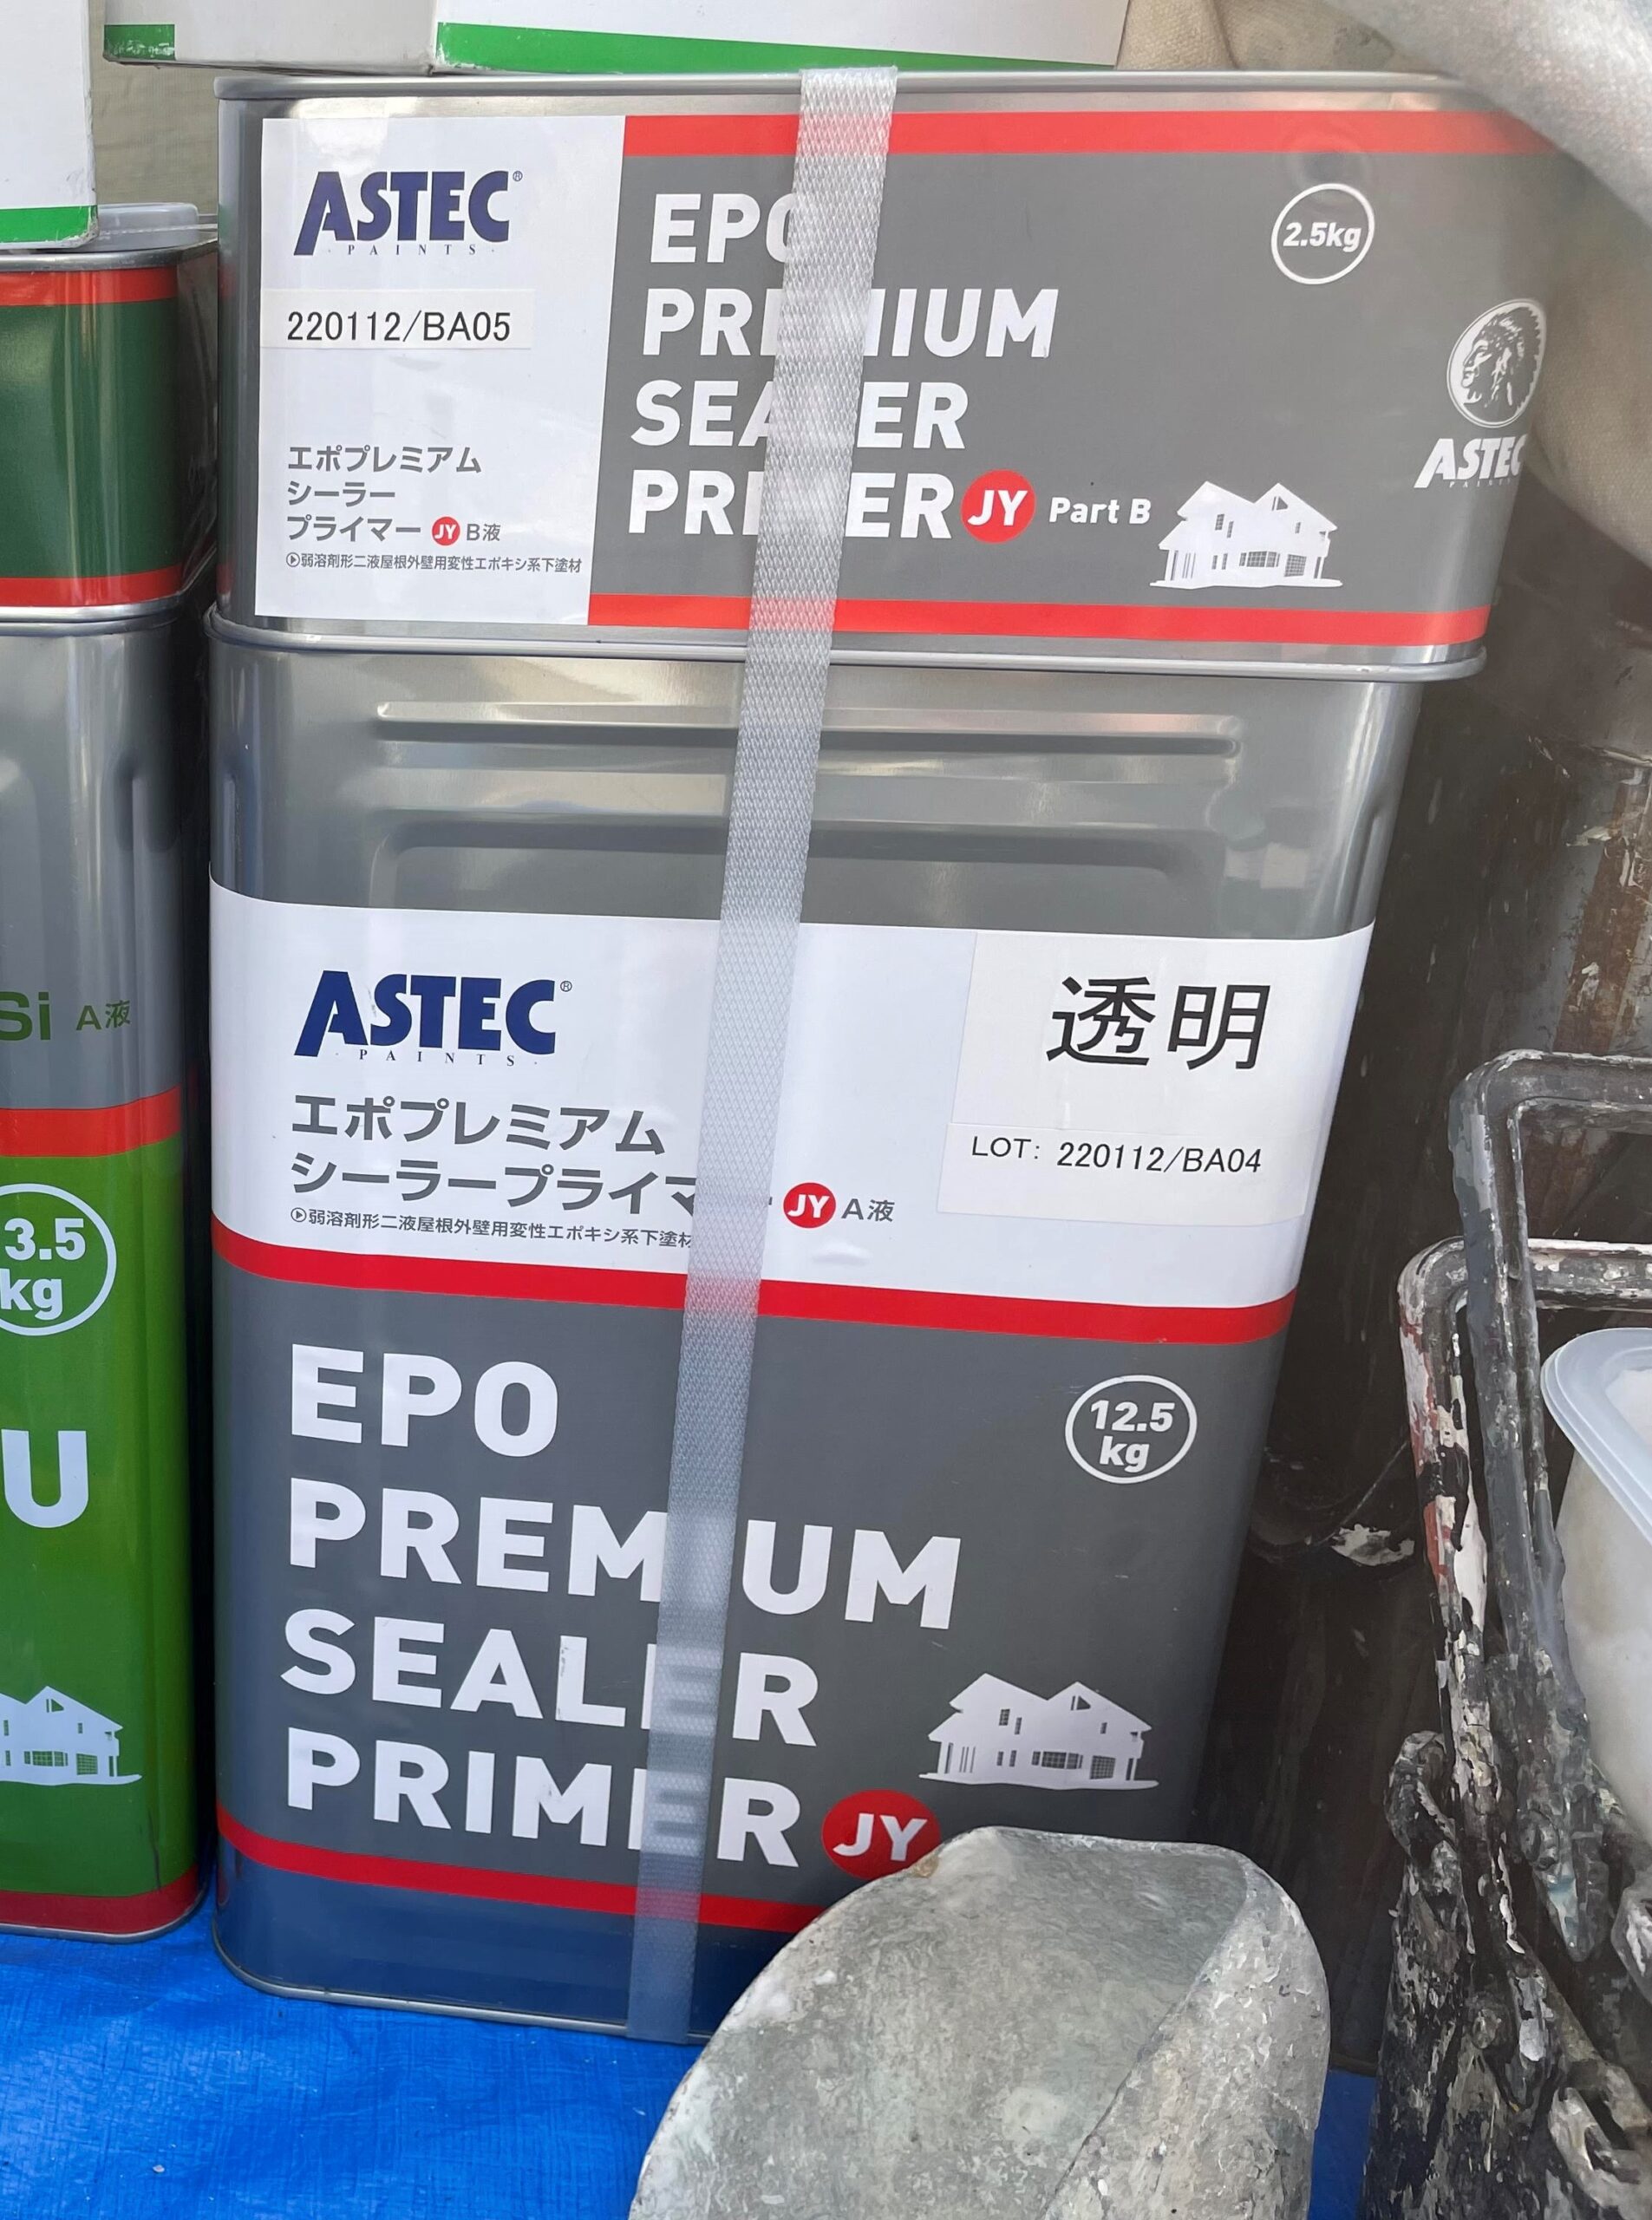 ASTEC®
PAINTS
220112/BA05
エポプレミアム
シーラー
プライマー JY B液
弱溶剤形二液屋根外壁用変性エポキシ系下塗材
EPO
PREMIUM
SEALER
PRIMER JY Part B
2.5kg
ASTEC
PAINTS
ASTEC®
PAINTS
エポプレミアム
シーラープライマー JY A液
弱溶剤形二液屋根外壁用変性エポキシ系下塗材
透明
LOT: 220112/BA04
EPO
PREMIUM
SEALER
PRIMER JY
12.5
kg
Si A液
3.5
kg
U